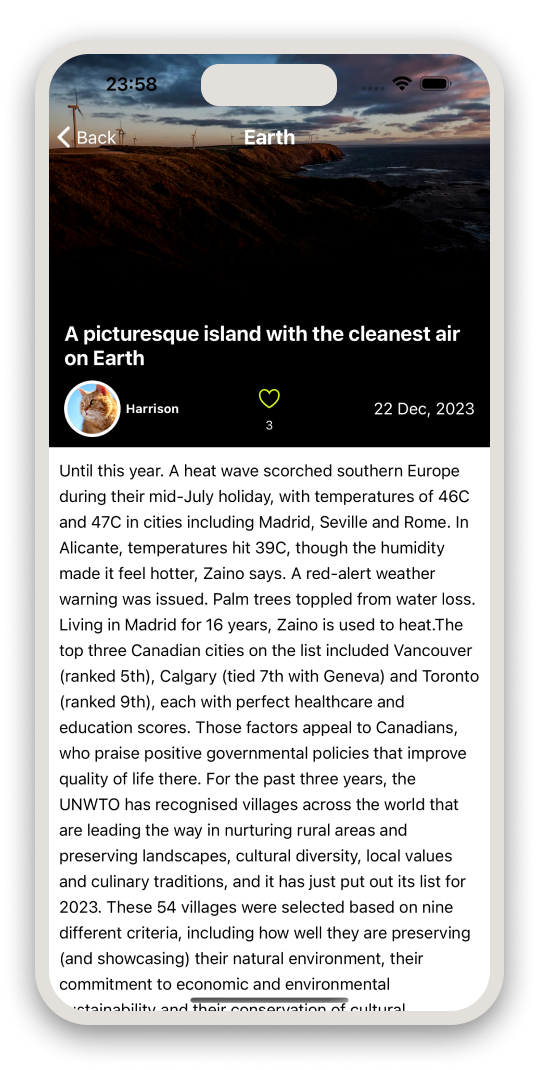 23:58
Back
Earth
A picturesque island with the cleanest air
on Earth
Harrison
3
22 Dec, 2023
Until this year. A heat wave scorched southern Europe
during their mid-July holiday, with temperatures of 46C
and 47C in cities including Madrid, Seville and Rome. In
Alicante, temperatures hit 39C, though the humidity
made it feel hotter, Zaino says. A red-alert weather
warning was issued. Palm trees toppled from water loss.
Living in Madrid for 16 years, Zaino is used to heat.The
top three Canadian cities on the list included Vancouver
(ranked 5th), Calgary (tied 7th with Geneva) and Toronto
(ranked 9th), each with perfect healthcare and
education scores. Those factors appeal to Canadians,
who praise positive governmental policies that improve
quality of life there. For the past three years, the
UNWTO has recognised villages across the world that
are leading the way in nurturing rural areas and
preserving landscapes, cultural diversity, local values
and culinary traditions, and it has just put out its list for
2023. These 54 villages were selected based on nine
different criteria, including how well they are preserving
(and showcasing) their natural environment, their
commitment to economic and environmental
sustainability and their conservation of cultural